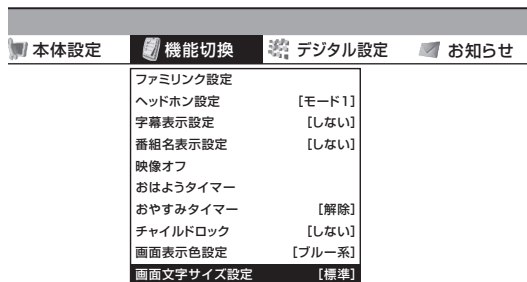 本体設定 機能切換 デジタル設定 お知らせ
ファミリンク設定
ヘッドホン設定 [モード1]
字幕表示設定 [しない]
番組名表示設定 [しない]
映像オフ
おはようタイマー
おやすみタイマー [解除]
チャイルドロック [しない]
画面表示色設定 [ブルー系]
画面文字サイズ設定 [標準]